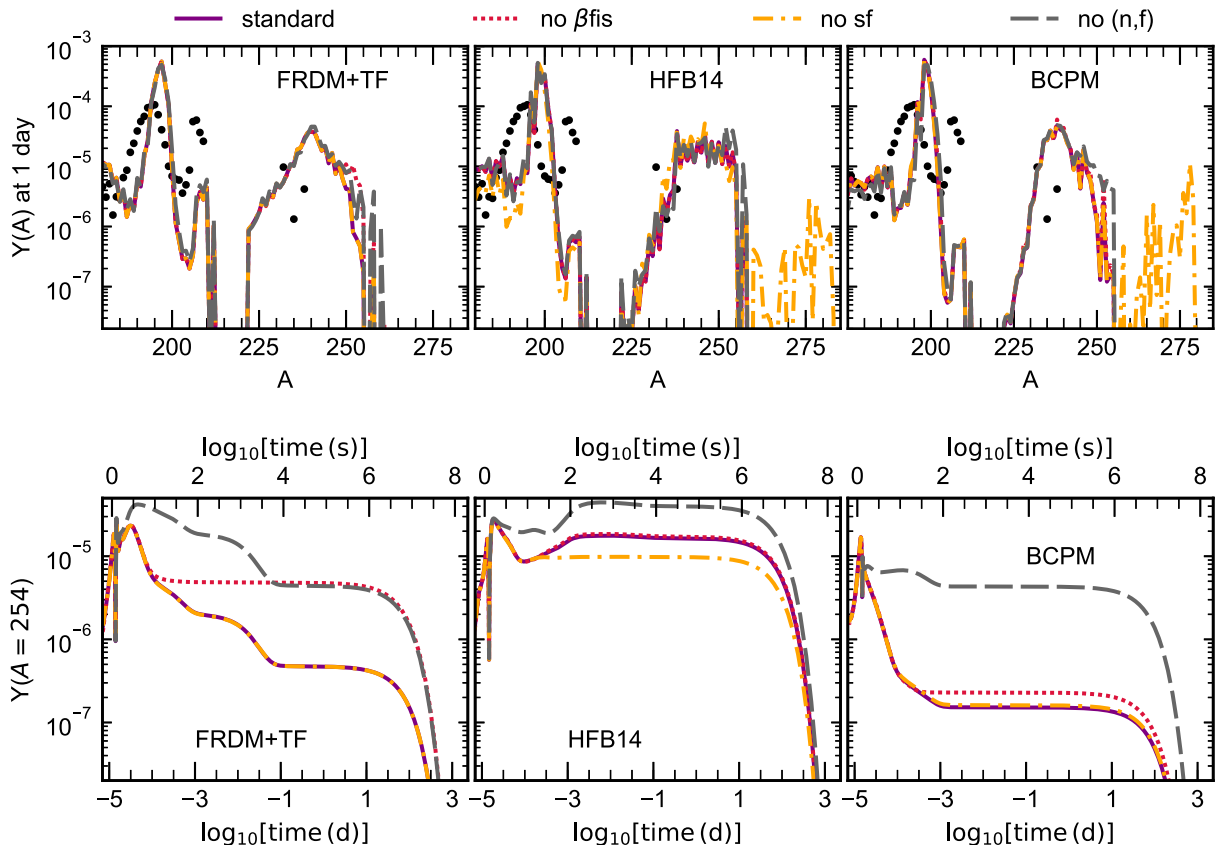 standard no βfis no sf no (n,f)
FRDM+TF HFB14 BCPM
Y(A) at 1 day
10⁻³
10⁻⁴
10⁻⁵
10⁻⁶
10⁻⁷
200 225 250 275 200 225 250 275 200 225 250 275
A A A
log₁₀[time (s)] log₁₀[time (s)] log₁₀[time (s)]
0 2 4 6 8 0 2 4 6 8 0 2 4 6 8
Y(A = 254)
10⁻⁵
10⁻⁶
10⁻⁷
BCPM
FRDM+TF HFB14
−5 −3 −1 1 3 −5 −3 −1 1 3 −5 −3 −1 1 3
log₁₀[time (d)] log₁₀[time (d)] log₁₀[time (d)]